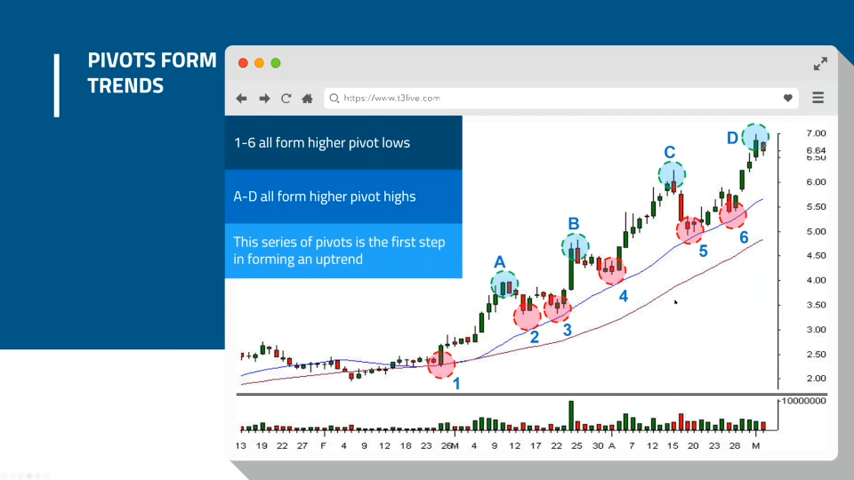 PIVOTS FORM
TRENDS
https://www.t3live.com
1-6 all form higher pivot lows
A-D all form higher pivot highs
This series of pivots is the first step
in forming an uptrend
A
B
C
D
1
2
3
4
5
6
7.00
6.64
6.50
6.00
5.50
5.00
4.50
4.00
3.50
3.00
2.50
2.00
10000000
13 19 22 27 F 4 9 12 18 23 26 M 4 9 12 17 22 25 30 A 7 12 15 20 23 28 M